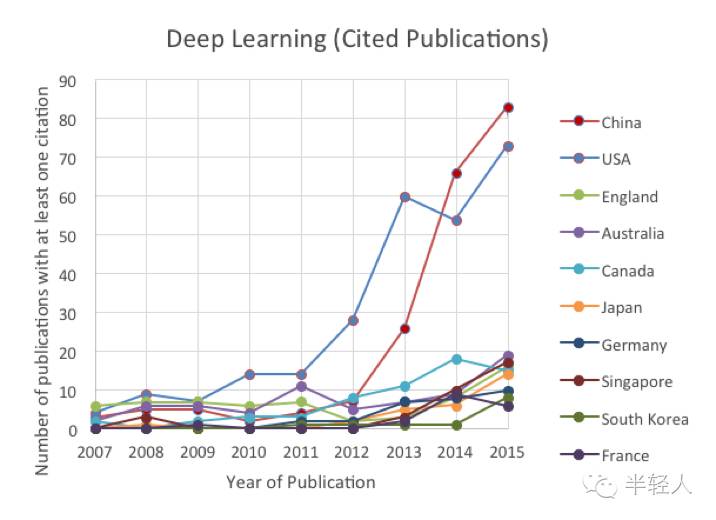 Deep Learning (Cited Publications)
Number of publications with at least one citation
90
80
70
60
50
40
30
20
10
0
2007 2008 2009 2010 2011 2012 2013 2014 2015
Year of Publication
China
USA
England
Australia
Canada
Japan
Germany
Singapore
South Korea
France
半轻人